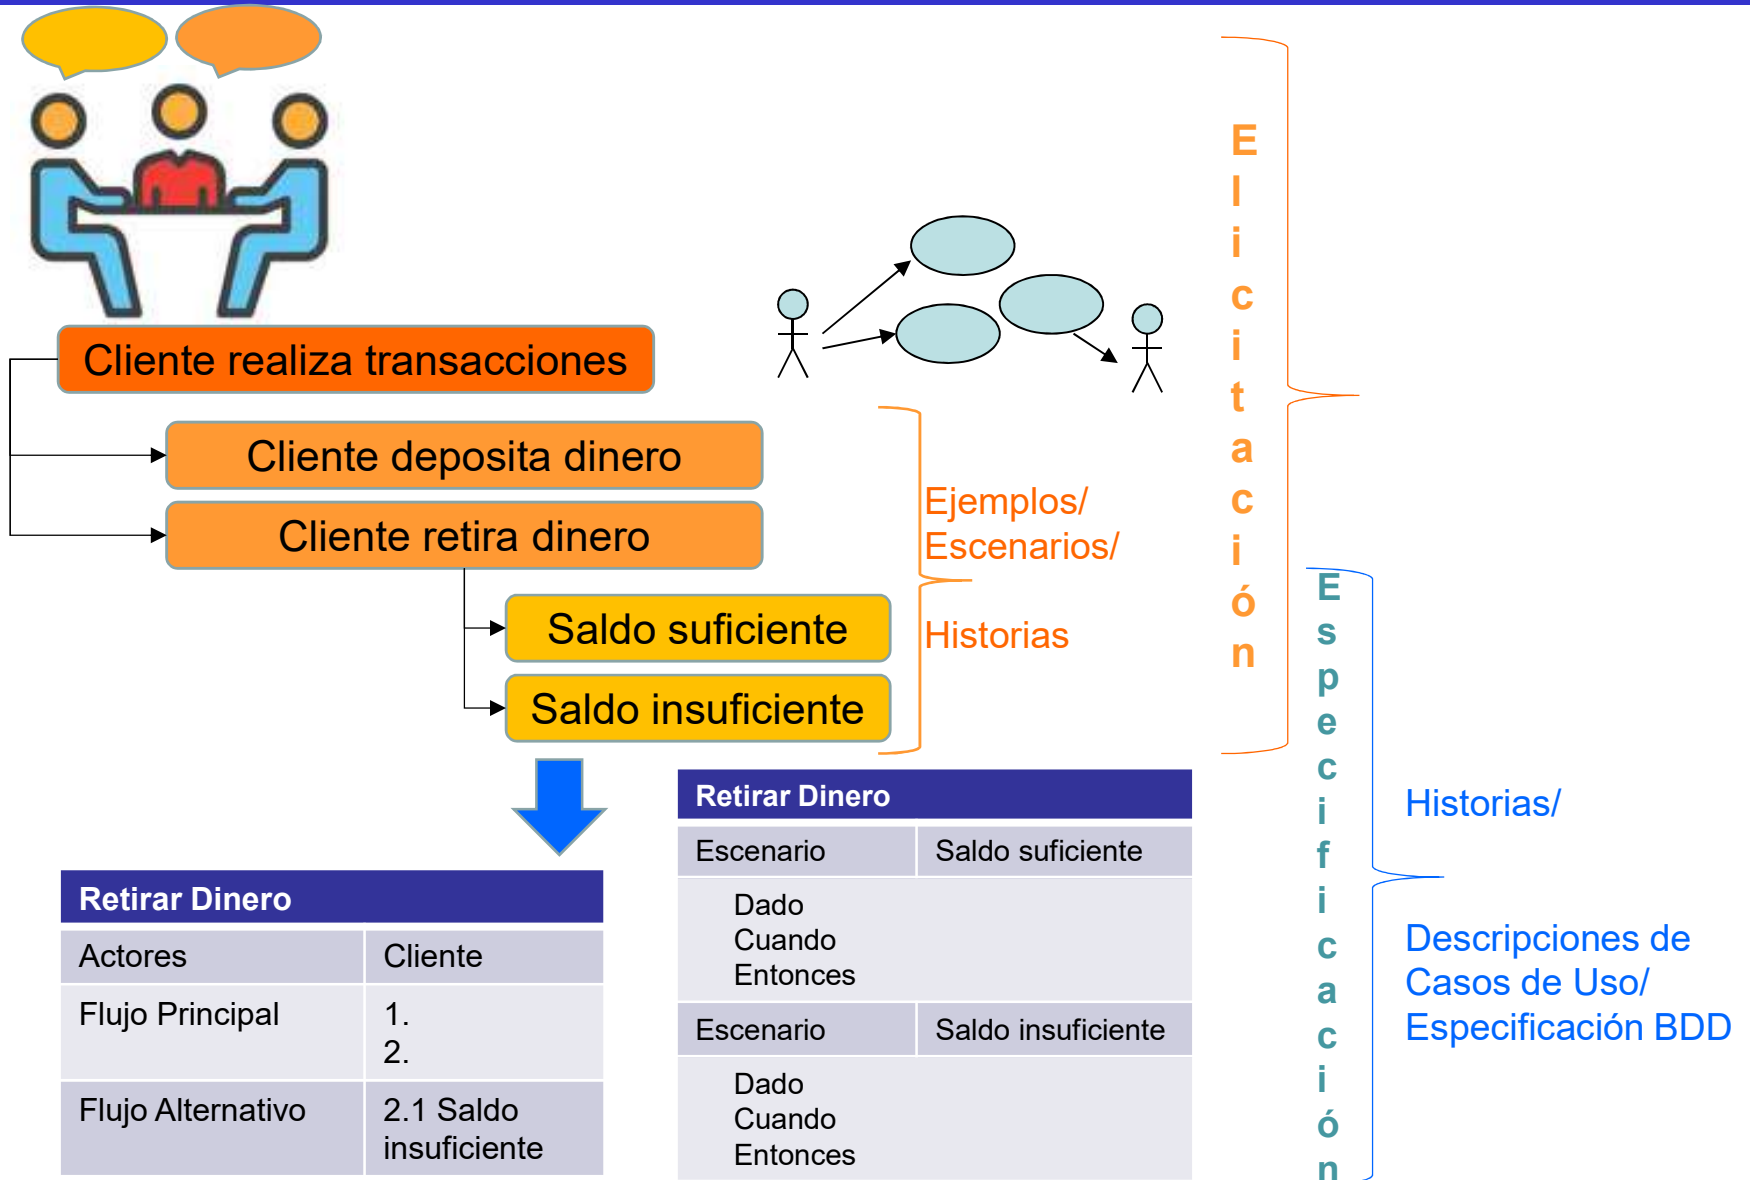 Cliente realiza transacciones
Cliente deposita dinero
Cliente retira dinero
Saldo suficiente
Saldo insuficiente
Ejemplos/
Escenarios/
Historias
Elicitación
Retirar Dinero
Actores Cliente
Flujo Principal 1.
2.
Flujo Alternativo 2.1 Saldo
insuficiente
Retirar Dinero
Escenario Saldo suficiente
Dado
Cuando
Entonces
Escenario Saldo insuficiente
Dado
Cuando
Entonces
Especificación
Historias/
Descripciones de
Casos de Uso/
Especificación BDD